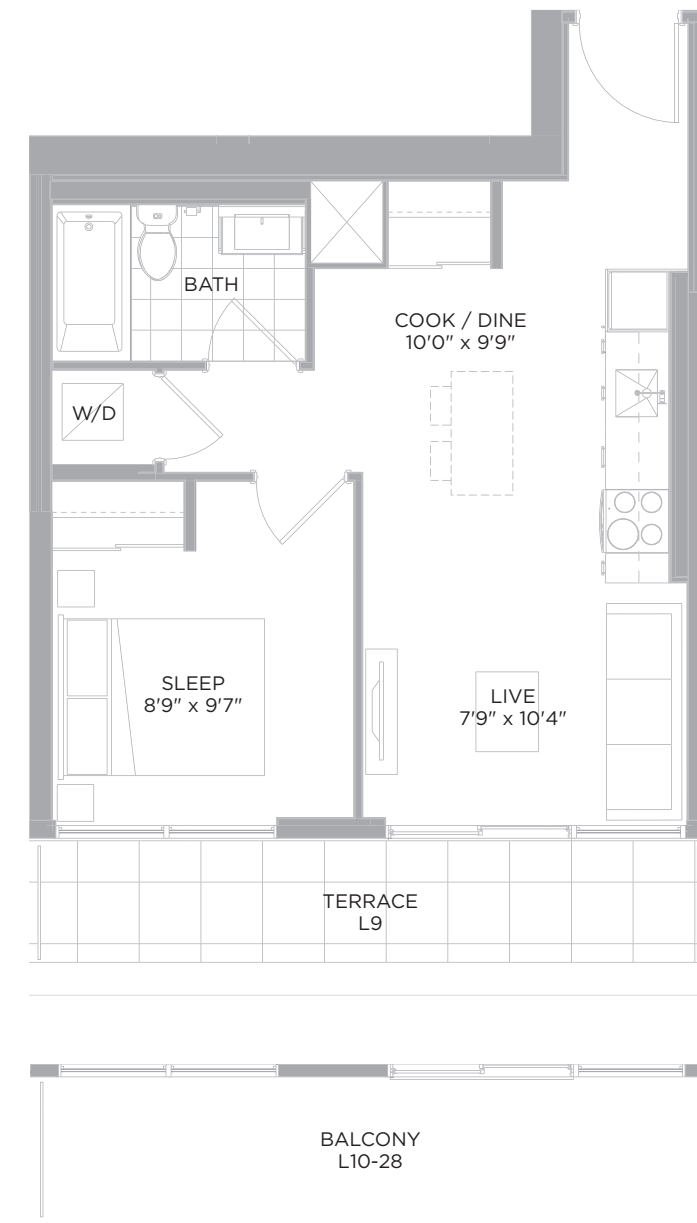 BATH
COOK / DINE
10'0" x 9'9"
W/D
SLEEP
8'9" x 9'7"
LIVE
7'9" x 10'4"
TERRACE
L9
BALCONY
L10-28